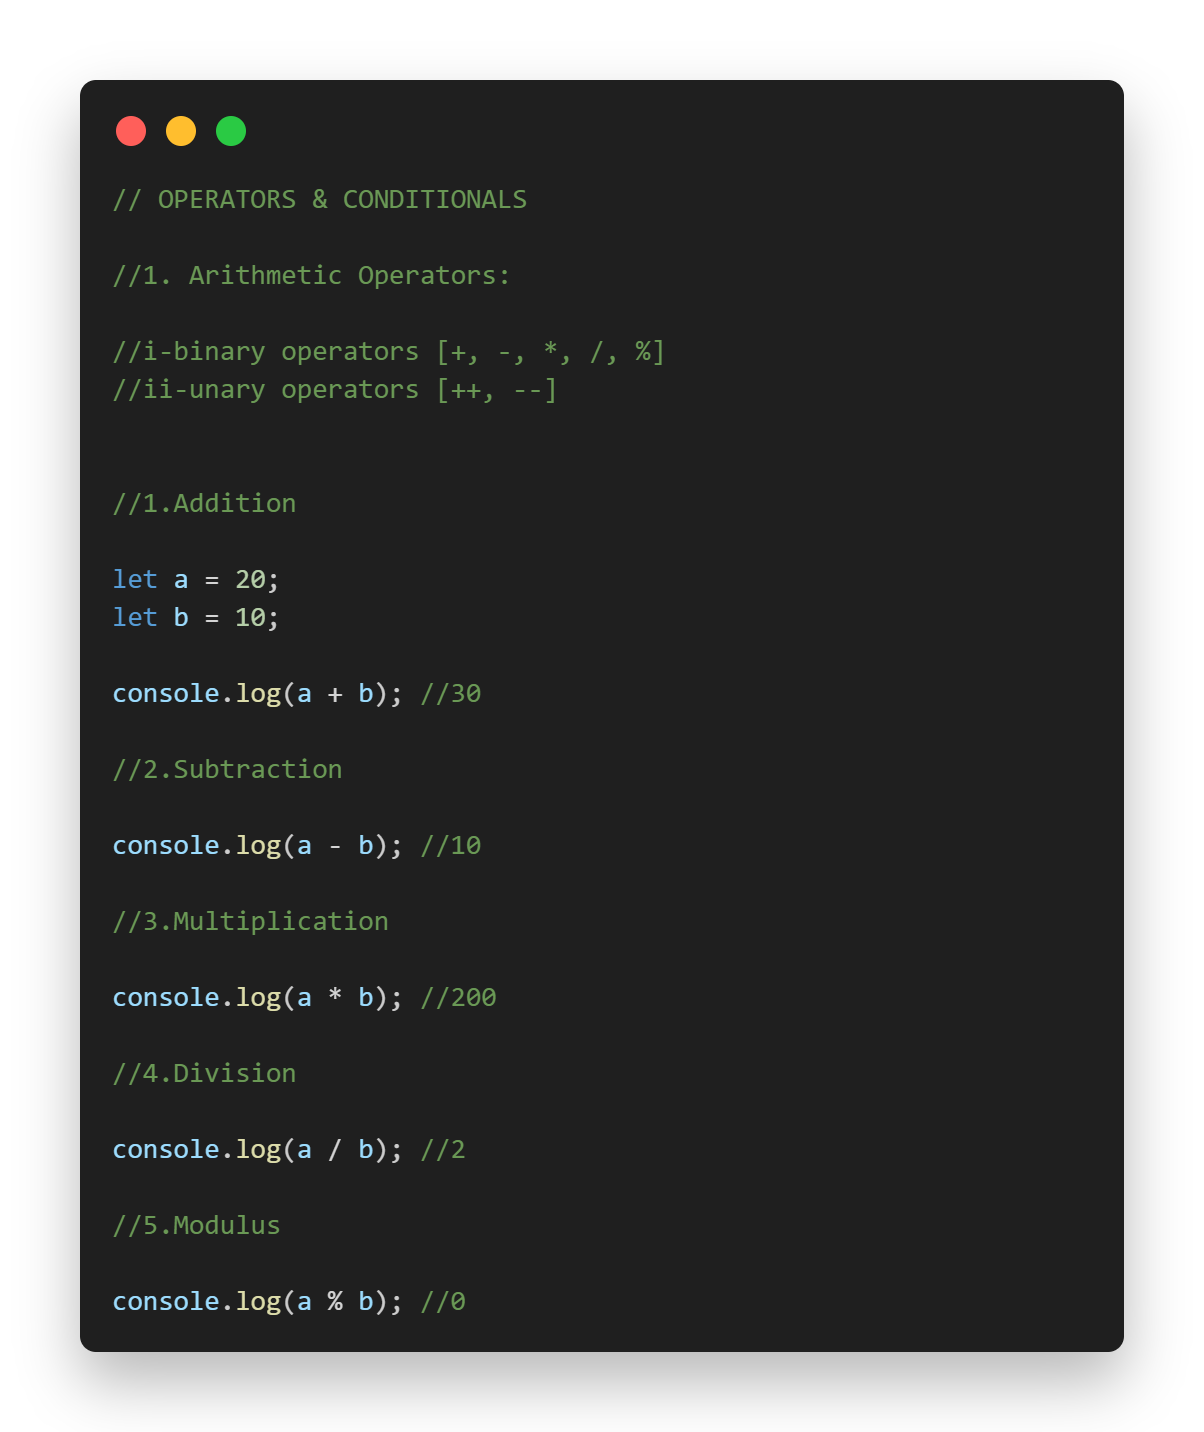 // OPERATORS & CONDITIONALS
//1. Arithmetic Operators:
//i-binary operators [+, -, *, /, %]
//ii-unary operators [++, --]
//1.Addition
let a = 20;
let b = 10;
console.log(a + b); //30
//2.Subtraction
console.log(a - b); //10
//3.Multiplication
console.log(a * b); //200
//4.Division
console.log(a / b); //2
//5.Modulus
console.log(a % b); //0